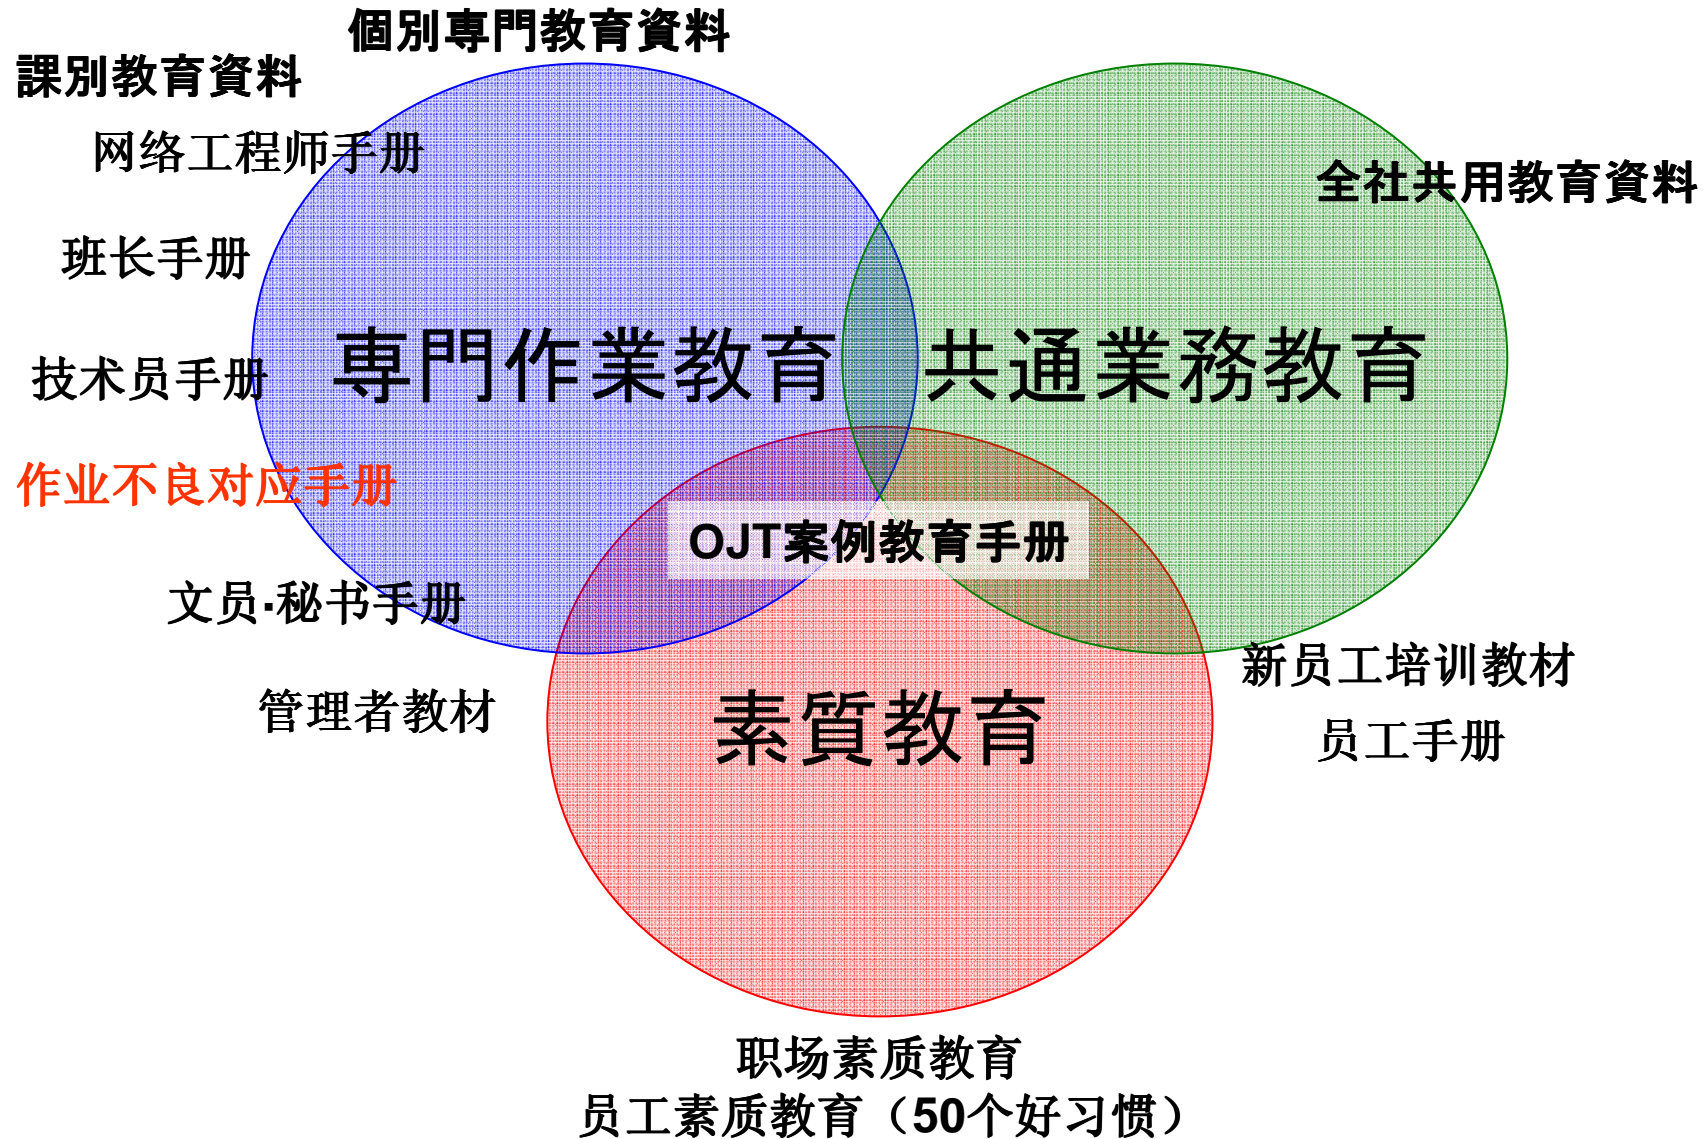 個別専門教育資料
課別教育資料
网络工程师手册
全社共用教育資料
班长手册
専門作業教育
共通業務教育
技术员手册
作业不良对应手册
OJT案例教育手册
文员·秘书手册
新员工培训教材
管理者教材
素質教育
员工手册
职场素质教育
员工素质教育（50个好习惯）